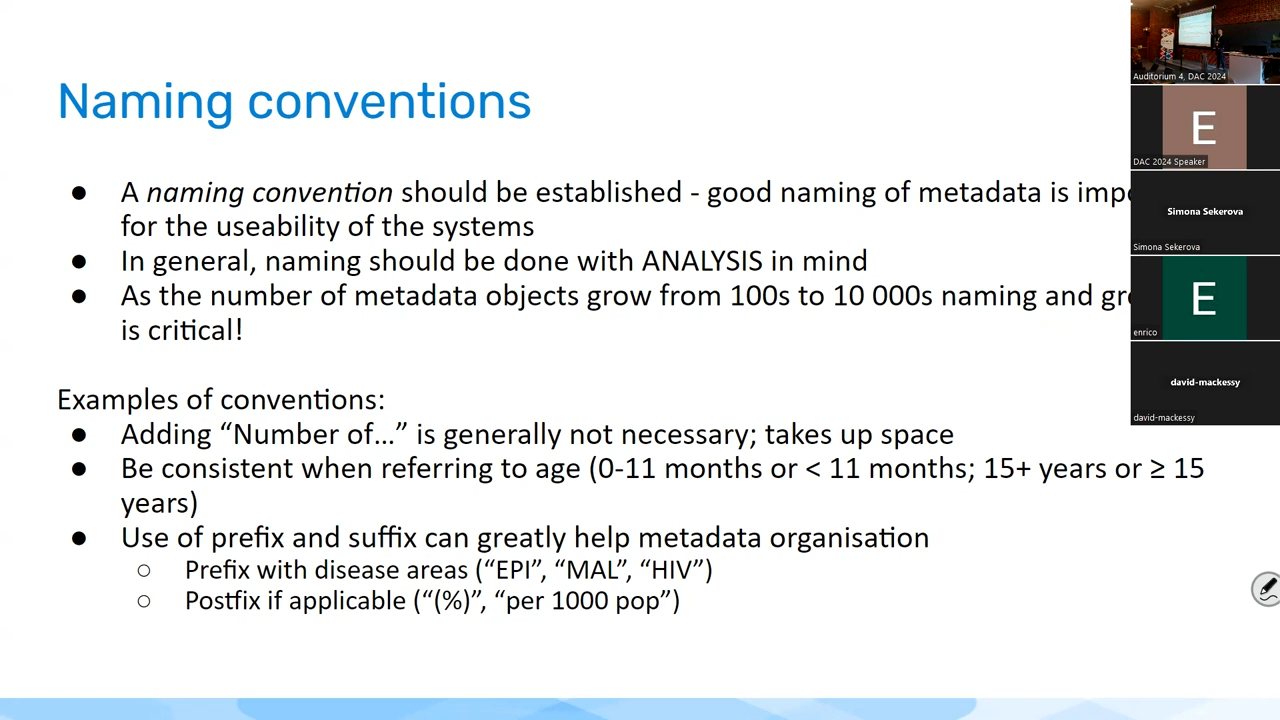 Naming conventions
● A naming convention should be established - good naming of metadata is
for the useability of the systems
● In general, naming should be done with ANALYSIS in mind
● As the number of metadata objects grow from 100s to 10 000s naming and
is critical!
Examples of conventions:
● Adding “Number of...” is generally not necessary; takes up space
● Be consistent when referring to age (0-11 months or < 11 months; 15+ years or ≥ 15
years)
● Use of prefix and suffix can greatly help metadata organisation
○ Prefix with disease areas (“EPI”, “MAL”, “HIV”)
○ Postfix if applicable (“(%)”, “per 1000 pop”)
Auditorium 4, DAC 2024
E
DAC 2024 Speaker
Simona Sekerova
Simona Sekerova
E
enrico
david-mackessy
david-mackessy